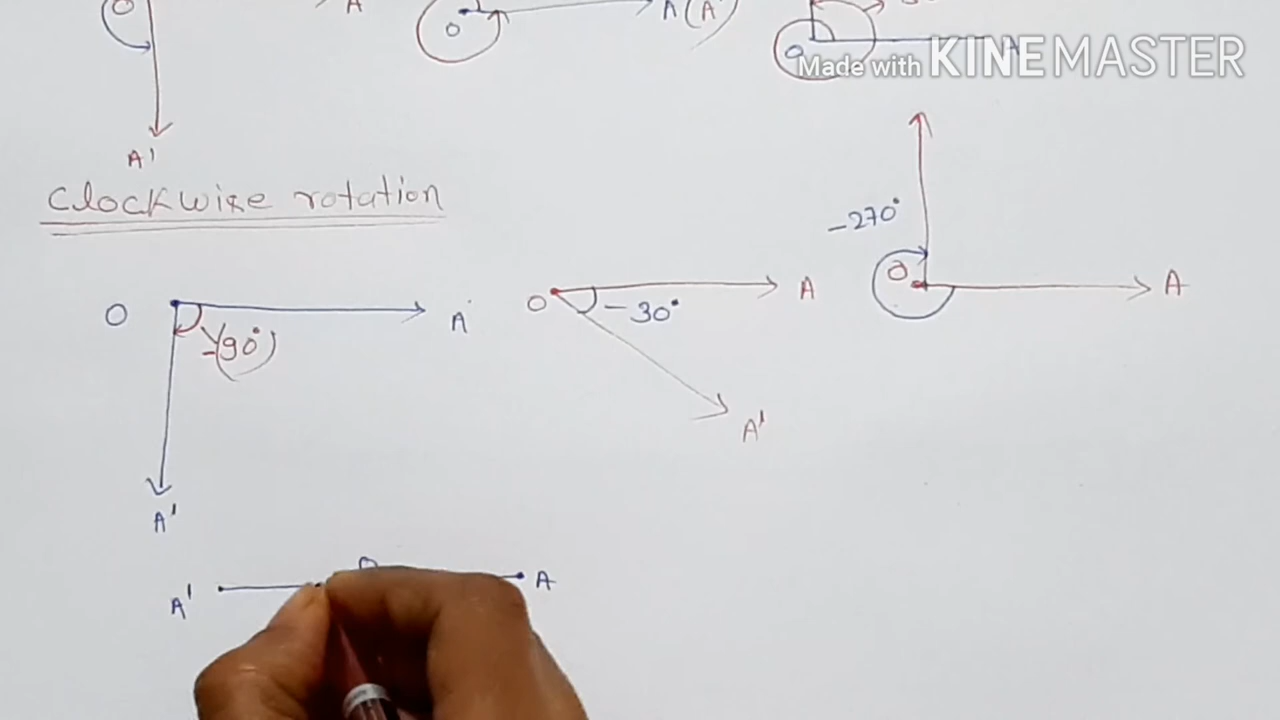 O
A
O
A(A'
O
A
Made with KINEMASTER
A'
Clockwise rotation
-270°
O
A
O
A
-(90°)
O
A
-30°
A'
A'
O
A
A'